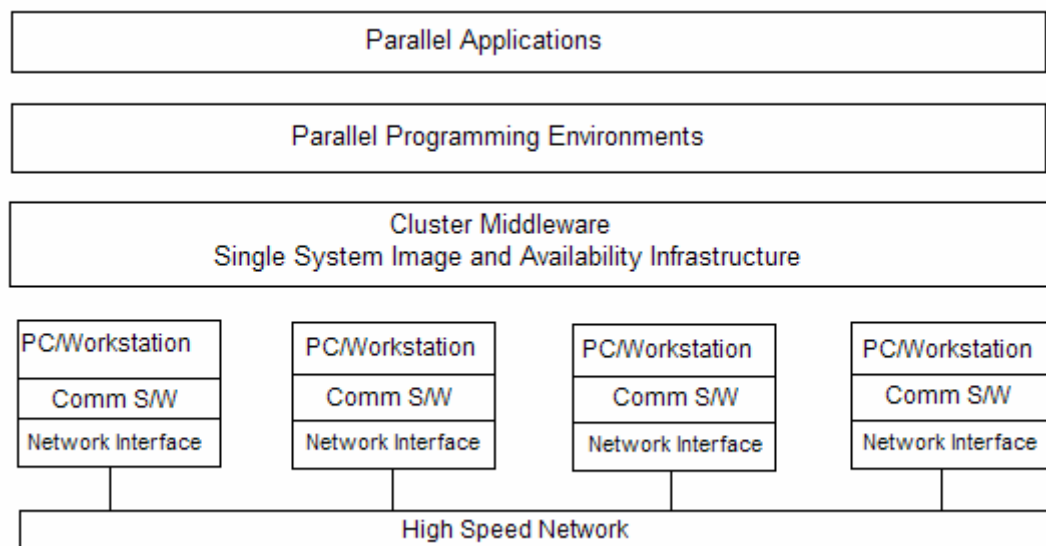 Parallel Applications
Parallel Programming Environments
Cluster Middleware
Single System Image and Availability Infrastructure
PC/Workstation
Comm S/W
Network Interface
PC/Workstation
Comm S/W
Network Interface
PC/Workstation
Comm S/W
Network Interface
PC/Workstation
Comm S/W
Network Interface
High Speed Network